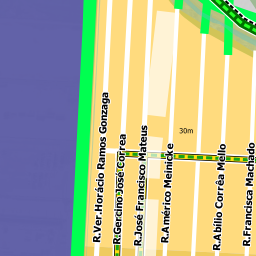 R.Ver.Horácio Ramos Gonzaga
R.Gercino José Correa
R.José Francisco Mateus
R.Américo Meinicke
30m
R.Abílio Corrêa Mello
R.Francisca Machado